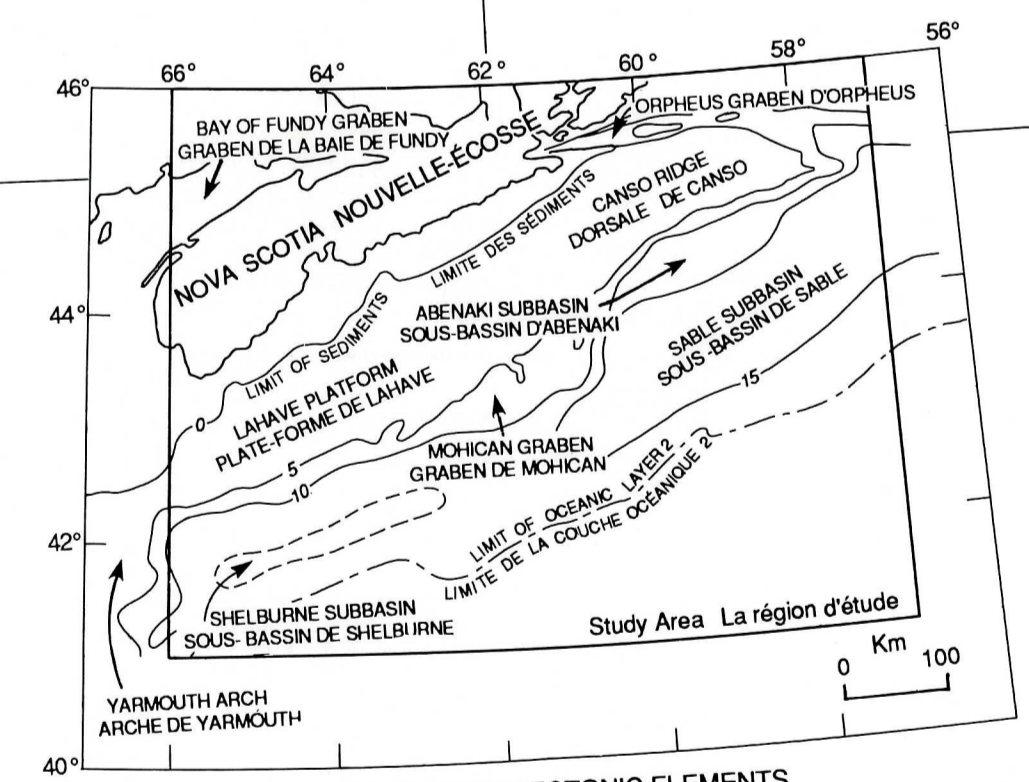 56°
58°
60°
62°
64°
66°
46°
ORPHEUS GRABEN D'ORPHEUS
BAY OF FUNDY GRABEN
GRABEN DE LA BAIE DE FUNDY
NOVA SCOTIA NOUVELLE-ÉCOSSE
CANSO RIDGE
DORSALE DE CANSO
LIMITE DES SÉDIMENTS
44°
ABENAKI SUBBASIN
SOUS-BASSIN D'ABENAKI
SABLE SUBBASIN
SOUS-BASSIN DE SABLE
LIMIT OF SEDIMENTS
LAHAVE PLATFORM
PLATE-FORME DE LAHAVE
15
0
MOHICAN GRABEN
GRABEN DE MOHICAN
5
10
LIMIT OF OCEANIC LAYER 2
LIMITE DE LA COUCHE OCÉANIQUE 2
42°
SHELBURNE SUBBASIN
SOUS-BASSIN DE SHELBURNE
Study Area La région d'étude
Km
0 100
YARMOUTH ARCH
ARCHE DE YARMOUTH
40°
ELEMENTS